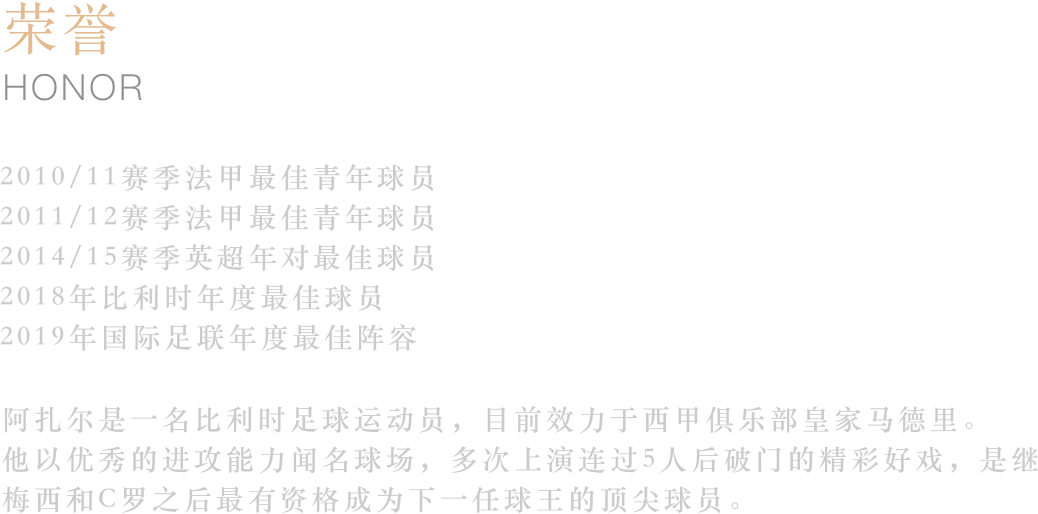 荣誉
HONOR
2010/11赛季法甲最佳青年球员
2011/12赛季法甲最佳青年球员
2014/15赛季英超年对最佳球员
2018年比利时年度最佳球员
2019年国际足联年度最佳阵容
阿扎尔是一名比利时足球运动员，目前效力于西甲俱乐部皇家马德里。
他以优秀的进攻能力闻名球场，多次上演连过5人后破门的精彩好戏，是继
梅西和C罗之后最有资格成为下一任球王的顶尖球员。